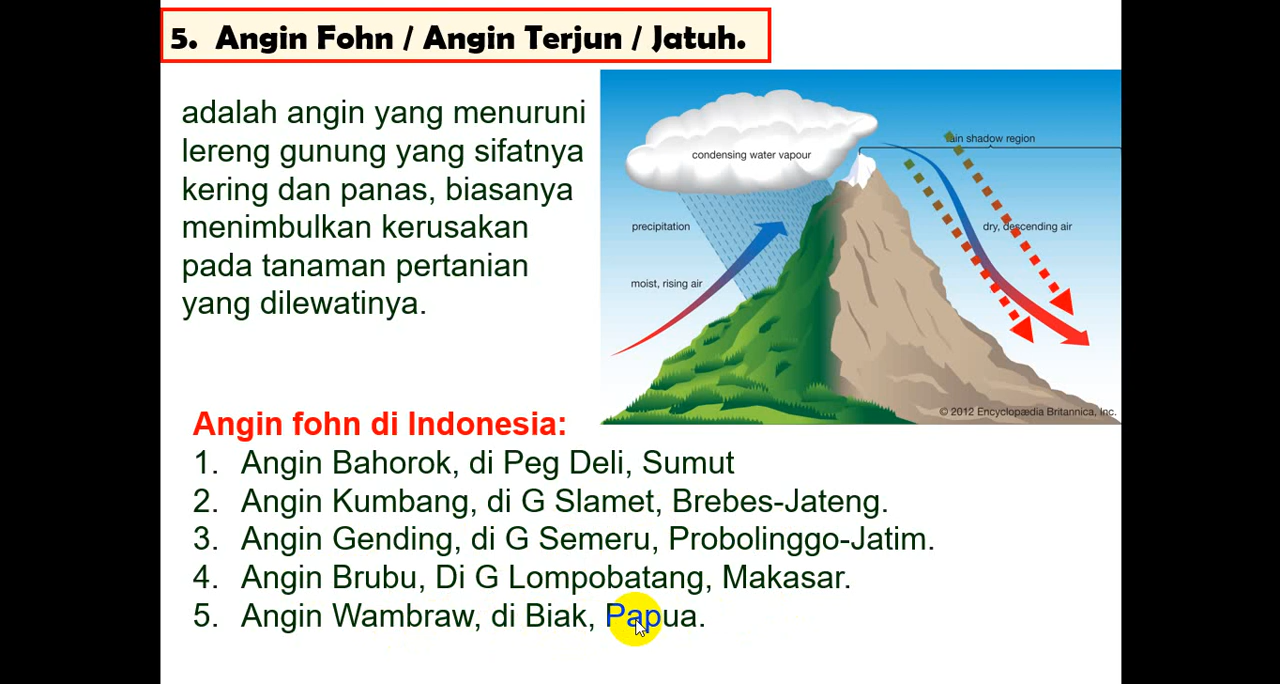 5. Angin Fohn / Angin Terjun / Jatuh.
adalah angin yang menuruni
lereng gunung yang sifatnya
kering dan panas, biasanya
menimbulkan kerusakan
pada tanaman pertanian
yang dilewatinya.
condensing water vapour
rain shadow region
precipitation
dry, descending air
moist, rising air
© 2012 Encyclopædia Britannica, Inc.
Angin fohn di Indonesia:
1. Angin Bahorok, di Peg Deli, Sumut
2. Angin Kumbang, di G Slamet, Brebes-Jateng.
3. Angin Gending, di G Semeru, Probolinggo-Jatim.
4. Angin Brubu, Di G Lompobatang, Makasar.
5. Angin Wambraw, di Biak, Papua.